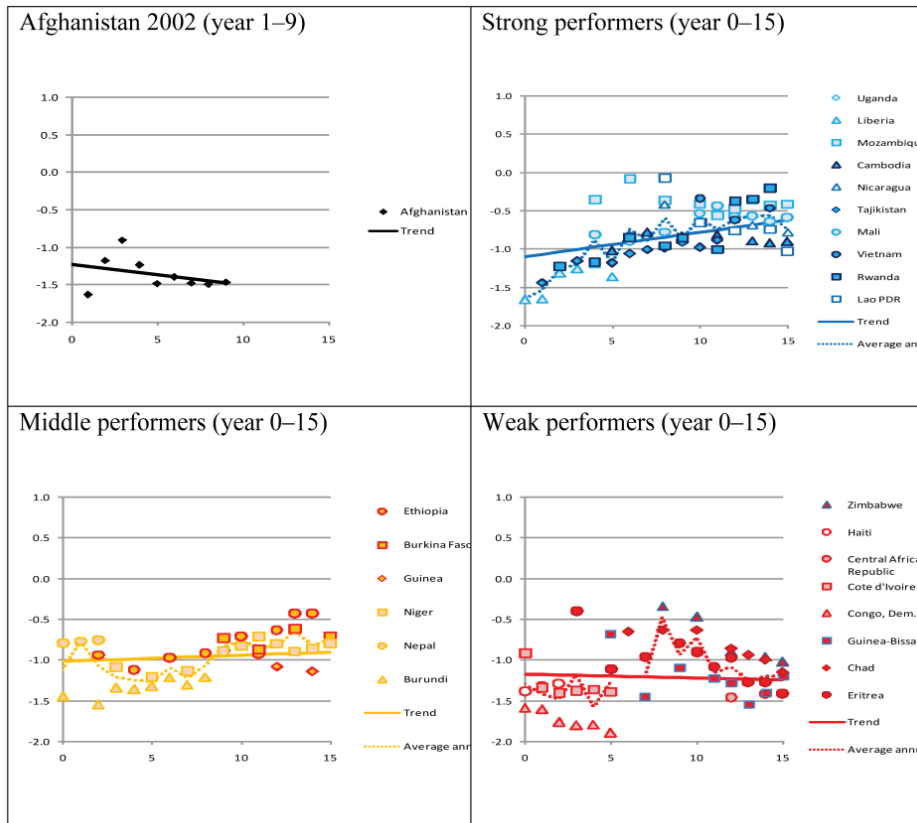 Afghanistan 2002 (year 1–9)
1.0
0.5
0.0
-0.5
-1.0
-1.5
-2.0
0
5
10
15
Afghanistan
Trend
Strong performers (year 0–15)
1.0
0.5
0.0
-0.5
-1.0
-1.5
-2.0
0
5
10
15
Uganda
Liberia
Mozambiqu
Cambodia
Nicaragua
Tajikistan
Mali
Vietnam
Rwanda
Lao PDR
Trend
Average ann
Middle performers (year 0–15)
1.0
0.5
0.0
-0.5
-1.0
-1.5
-2.0
0
5
10
15
Ethiopia
Burkina Faso
Guinea
Niger
Nepal
Burundi
Trend
Average annu
Weak performers (year 0–15)
1.0
0.5
0.0
-0.5
-1.0
-1.5
-2.0
0
5
10
15
Zimbabwe
Haiti
Central Africa
Republic
Cote d'Ivoire
Congo, Dem.
Guinea-Bissa
Chad
Eritrea
Trend
Average annu